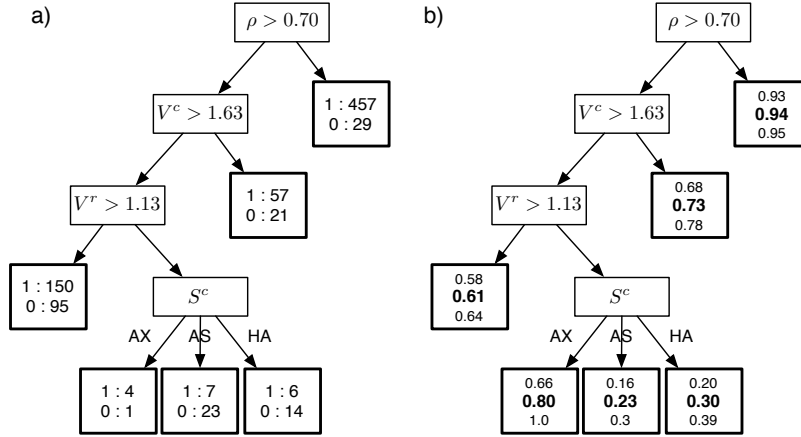 a)
ρ > 0.70
V^c > 1.63
1 : 457
0 : 29
V^r > 1.13
1 : 57
0 : 21
1 : 150
0 : 95
S^c
AX
AS
HA
1 : 4
0 : 1
1 : 7
0 : 23
1 : 6
0 : 14
b)
ρ > 0.70
V^c > 1.63
0.93
0.94
0.95
V^r > 1.13
0.68
0.73
0.78
0.58
0.61
0.64
S^c
AX
AS
HA
0.66
0.80
1.0
0.16
0.23
0.3
0.20
0.30
0.39